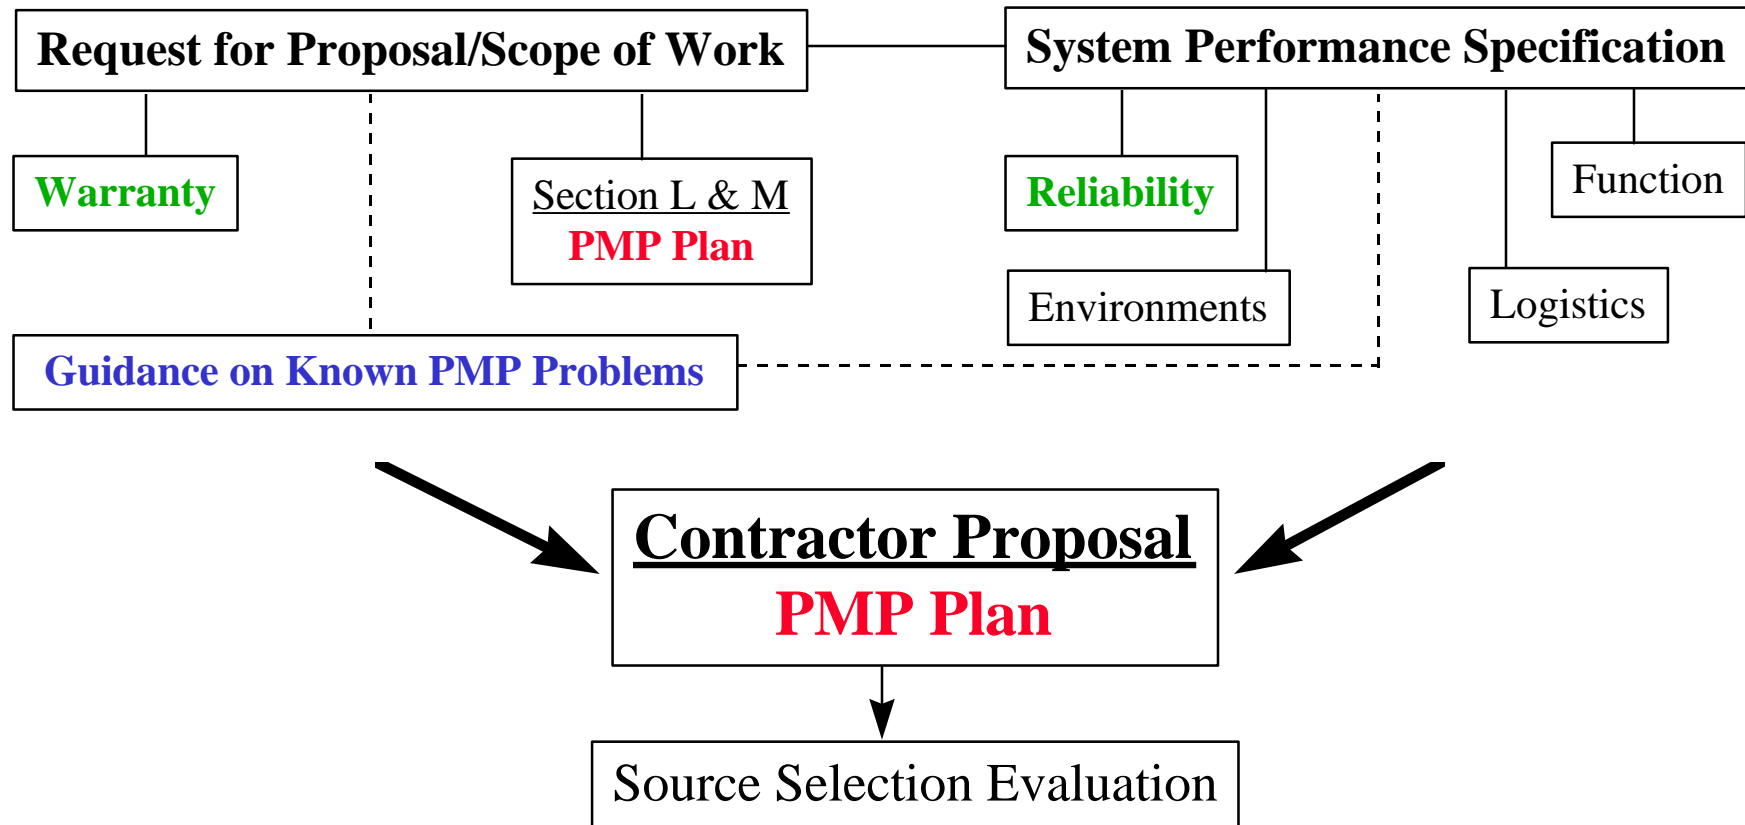 Request for Proposal/Scope of Work
System Performance Specification
Warranty
Section L & M
PMP Plan
Reliability
Function
Environments
Logistics
Guidance on Known PMP Problems
Contractor Proposal
PMP Plan
Source Selection Evaluation